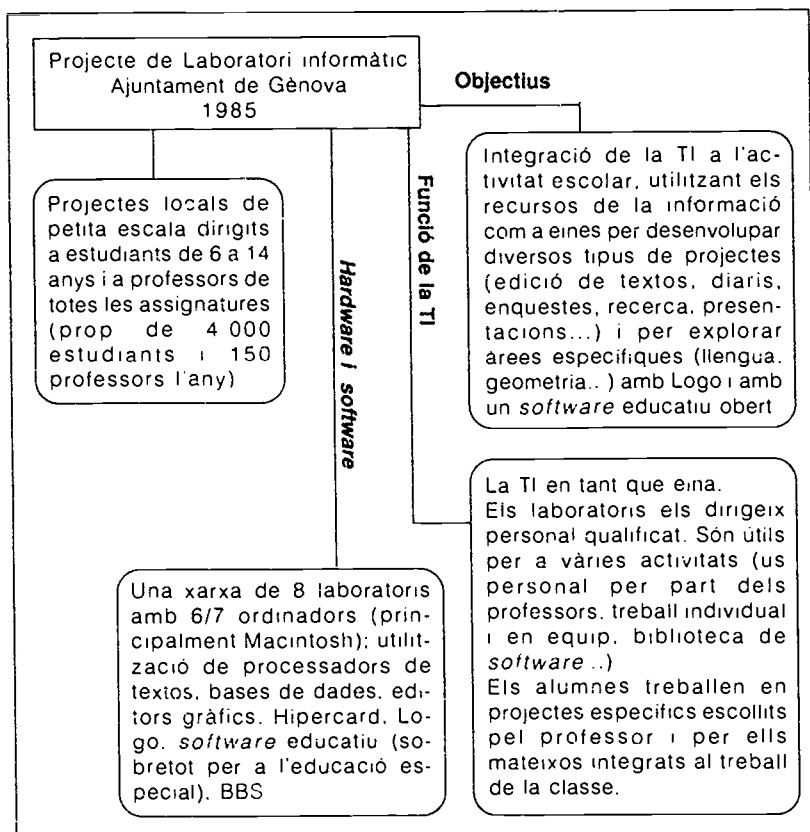 Projecte de Laboratori informàtic
Ajuntament de Gènova
1985
Objectius
Projectes locals de
petita escala dirigits
a estudiants de 6 a 14
anys i a professors de
totes les assignatures
(prop de 4 000
estudiants i 150
professors l'any)
Hardware i software
Funció de la TI
Integració de la TI a l'ac-
tivitat escolar, utilitzant els
recursos de la informació
com a eines per desenvolupar
diversos tipus de projectes
(edició de textos, diaris,
enquestes, recerca, presen-
tacions...) i per explorar
àrees específiques (llengua,
geometria.. ) amb Logo i amb
un software educatiu obert
Una xarxa de 8 laboratoris
amb 6/7 ordinadors (prin-
cipalment Macintosh); utilit-
zació de processadors de
textos, bases de dades, edi-
tors gràfics. Hipercard, Lo-
go, software educatiu (so-
bretot per a l'educació es-
pecial), BBS
La TI en tant que eina.
Els laboratoris els dirigeix
personal qualificat. Són útils
per a vàries activitats (us
personal per part dels
professors, treball individual
i en equip, biblioteca de
software ..)
Els alumnes treballen en
projectes específics escollits
pel professor i per ells
mateixos integrats al treball
de la classe.